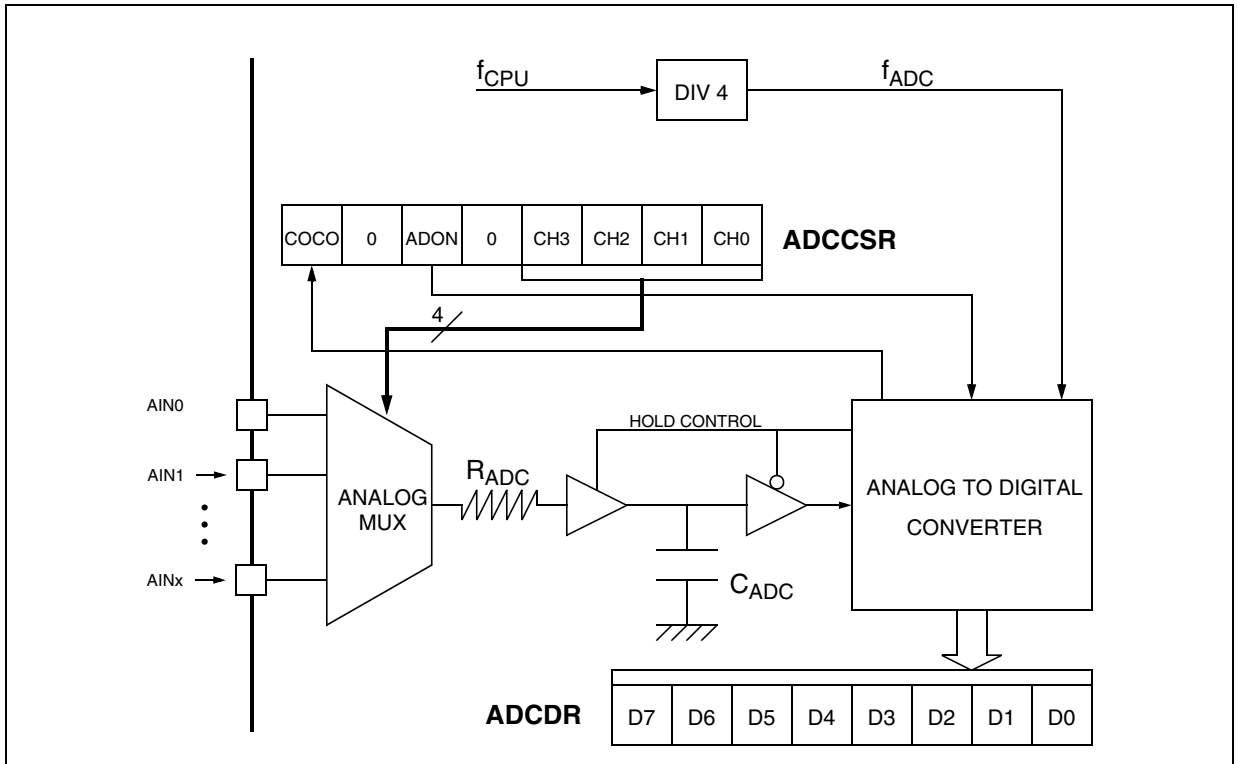 fCPU
DIV 4
fADC
COCO 0 ADON 0 CH3 CH2 CH1 CH0 ADCCSR
4
AIN0
HOLD CONTROL
AIN1
RADC
ANALOG
MUX
ANALOG TO DIGITAL
CONVERTER
AINx
CADC
ADCDR D7 D6 D5 D4 D3 D2 D1 D0